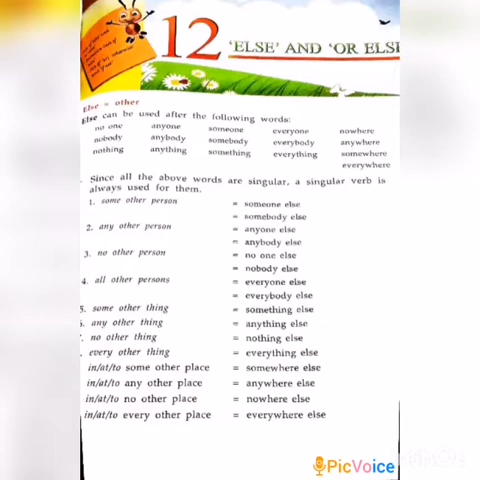 12 'ELSE' AND 'OR ELSE
Else = other
Else can be used after the following words:
no one anyone someone everyone nowhere
nobody anybody somebody everybody anywhere
nothing anything something everything somewhere
everywhere
Since all the above words are singular, a singular verb is
always used for them.
1. some other person = someone else
= somebody else
2. any other person = anyone else
= anybody else
3. no other person = no one else
= nobody else
4. all other persons = everyone else
= everybody else
5. some other thing = something else
. any other thing = anything else
. no other thing = nothing else
. every other thing = everything else
in/at/to some other place = somewhere else
in/at/to any other place = anywhere else
in/at/to no other place = nowhere else
in/at/to every other place = everywhere else
PicVoice